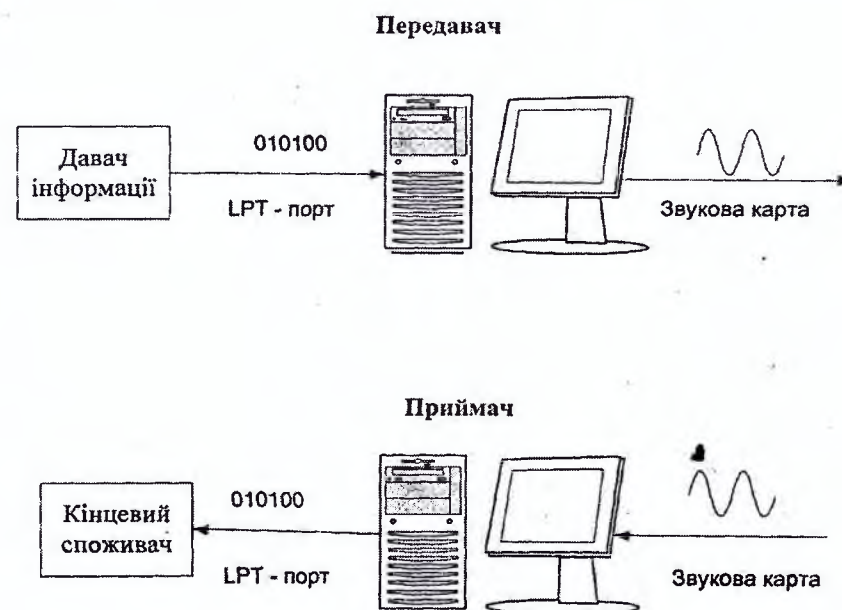 Передавач
Давач
інформації
010100
LPT - порт
Звукова карта
Приймач
Кінцевий
споживач
010100
LPT - порт
Звукова карта